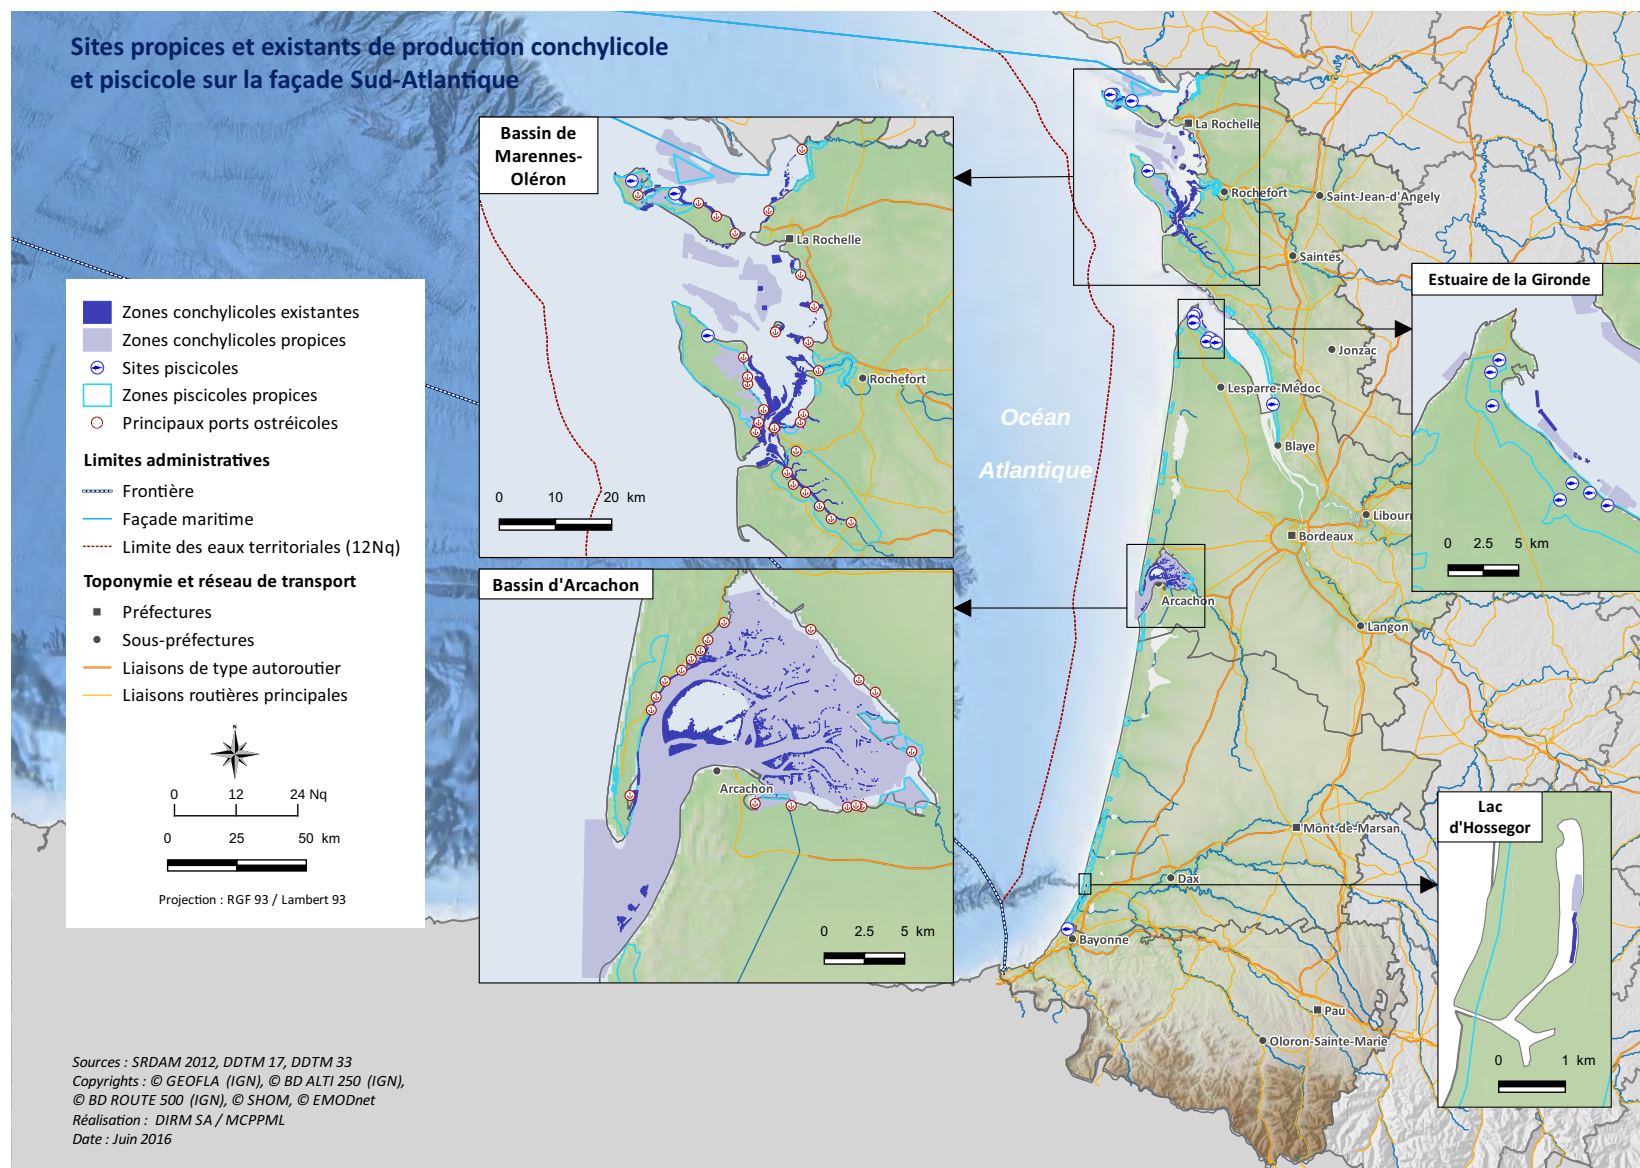 Sites propices et existants de production conchylicole
et piscicole sur la façade Sud-Atlantique
Zones conchylicoles existantes
Zones conchylicoles propices
Sites piscicoles
Zones piscicoles propices
Principaux ports ostréicoles
Limites administratives
Frontière
Façade maritime
Limite des eaux territoriales (12Nq)
Toponymie et réseau de transport
Préfectures
Sous-préfectures
Liaisons de type autoroutier
Liaisons routières principales
N
0 12 24 Nq
0 25 50 km
Projection : RGF 93 / Lambert 93
Sources : SRDAM 2012, DDTM 17, DDTM 33
Copyrights : © GEOFLA (IGN), © BD ALTI 250 (IGN),
© BD ROUTE 500 (IGN), © SHOM, © EMODnet
Réalisation : DIRM SA / MCPPML
Date : Juin 2016
Bassin de
Marennes-
Oléron
La Rochelle
Rochefort
0 10 20 km
Bassin d'Arcachon
Arcachon
0 2.5 5 km
Océan
Atlantique
La Rochelle
Rochefort
Saint-Jean-d'Angely
Saintes
Jonzac
Lesparre-Médoc
Blaye
Libourn
Bordeaux
Arcachon
Langon
Mont-de-Marsan
Dax
Bayonne
Pau
Oloron-Sainte-Marie
Estuaire de la Gironde
0 2.5 5 km
Lac
d'Hossegor
0 1 km